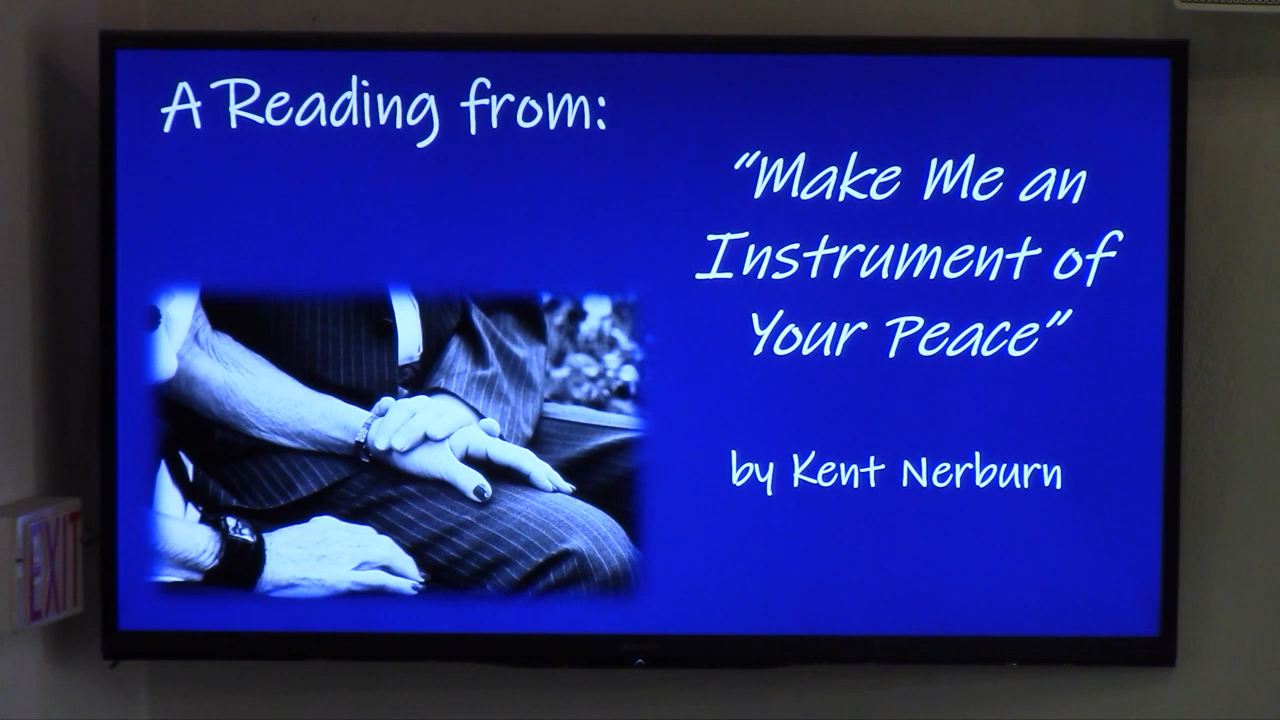 A Reading from:
“Make Me an
Instrument of
Your Peace”
by Kent Nerburn
EXIT